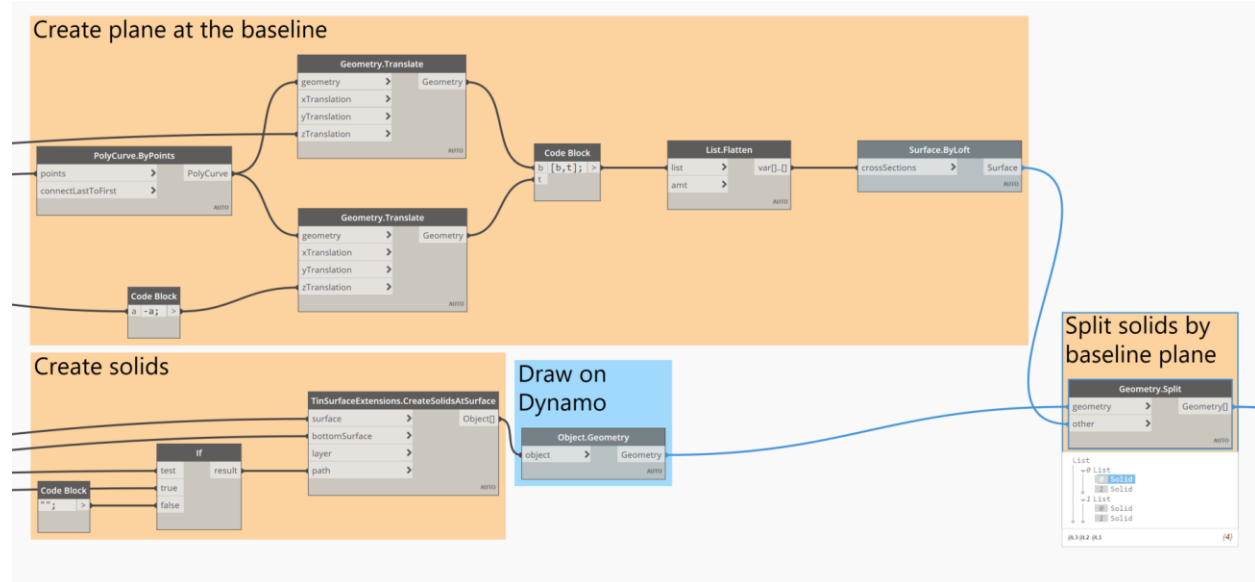 Create plane at the baseline
Geometry.Translate
geometry > Geometry
xTranslation >
yTranslation >
zTranslation >
AUTO
PolyCurve.ByPoints
points > PolyCurve
connectLastToFirst >
AUTO
Geometry.Translate
geometry > Geometry
xTranslation >
yTranslation >
zTranslation >
AUTO
Code Block
a -a; >
Code Block
b [b,t]; >
t
List.Flatten
list > var[]..[]
amt >
AUTO
Surface.ByLoft
crossSections > Surface
AUTO
Create solids
TinSurfaceExtensions.CreateSolidsAtSurface
surface > Object[]
bottomSurface >
layer >
path >
AUTO
If
test result
true
false
AUTO
Code Block
""; >
Draw on
Dynamo
Object.Geometry
object > Geometry
AUTO
Split solids by
baseline plane
Geometry.Split
geometry > Geometry[]
other >
AUTO
List
0 List
0 Solid
1 Solid
1 List
0 Solid
1 Solid
@L3 @L2 @L1 {4}